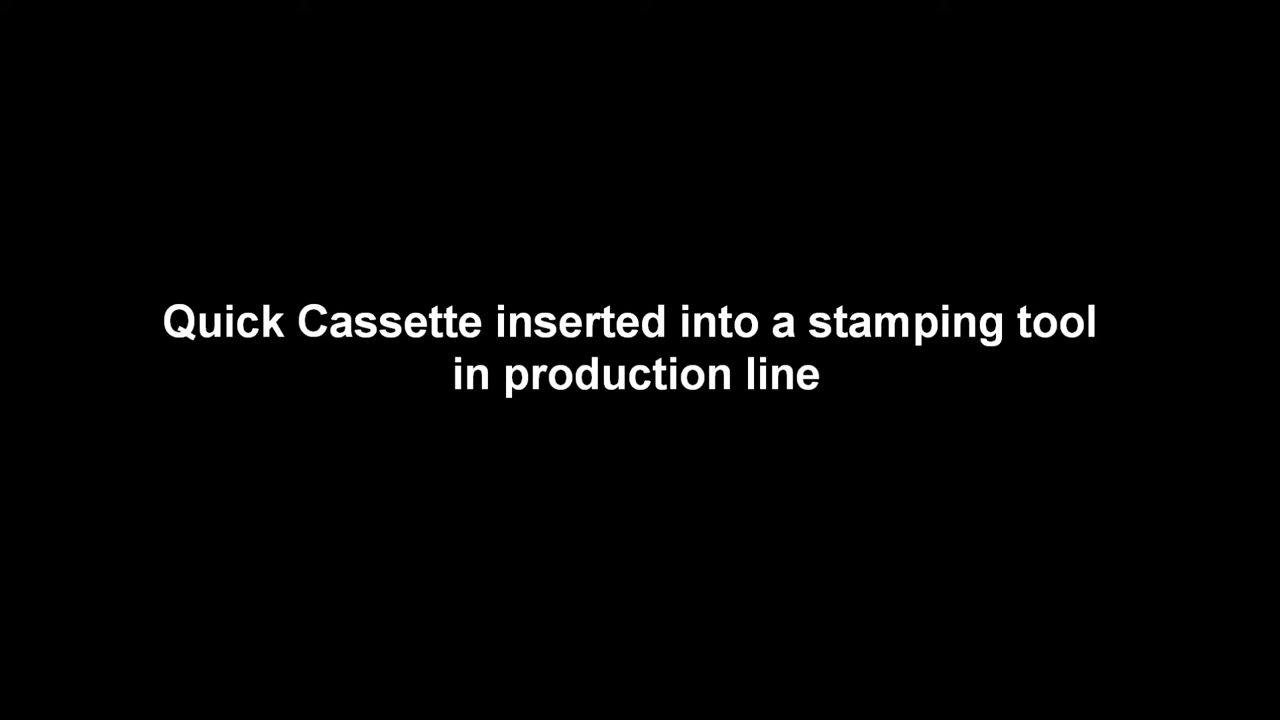 Quick Cassette inserted into a stamping tool
in production line